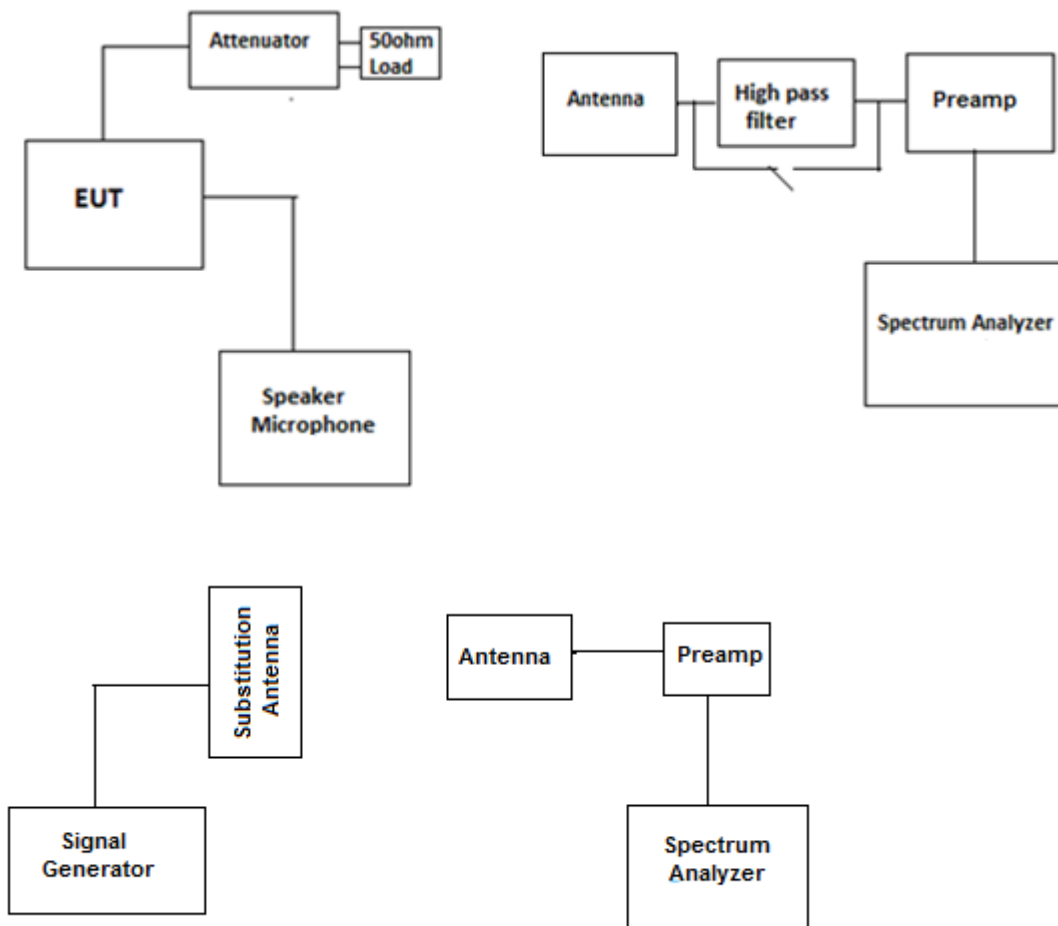 Attenuator
50ohm
Load
Antenna
High pass
filter
Preamp
EUT
Spectrum Analyzer
Speaker
Microphone
Substitution
Antenna
Antenna
Preamp
Signal
Generator
Spectrum
Analyzer